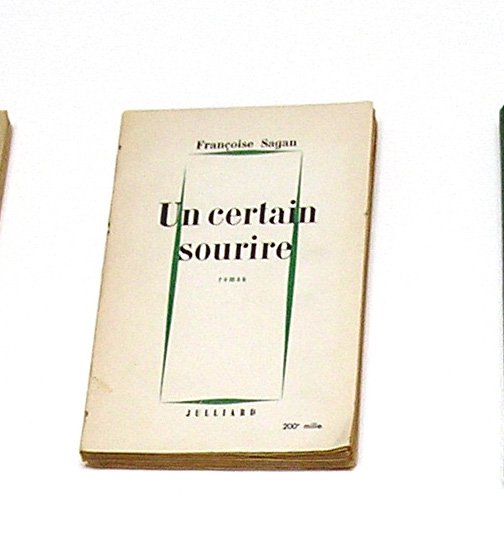 Françoise Sagan
Un certain
sourire
roman
JULLIARD
200e mille